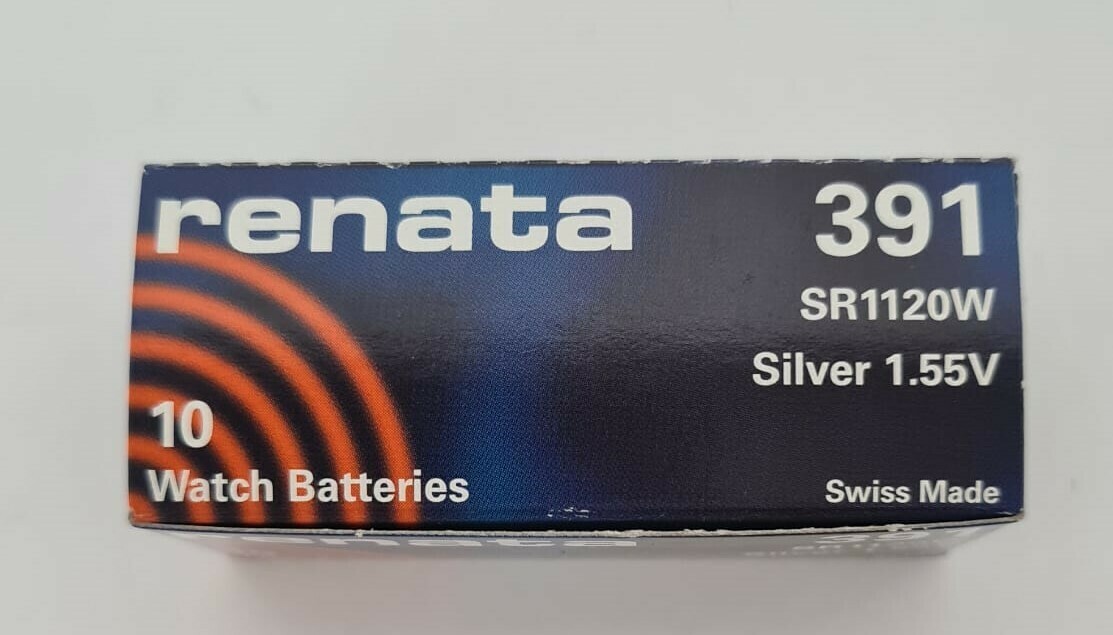 renata
391
SR1120W
Silver 1.55V
10
Watch Batteries
Swiss Made